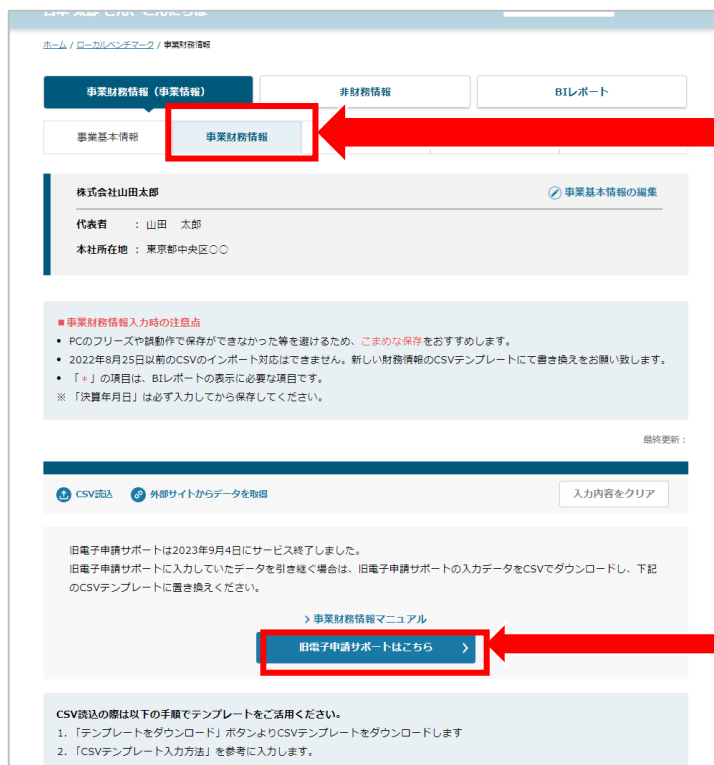 日本 太郎 さん、こんにちは
ホーム / ローカルベンチマーク / 事業財務情報
事業財務情報（事業情報）
非財務情報
BIレポート
事業基本情報
事業財務情報
株式会社山田太郎
事業基本情報の編集
代表者 ： 山田 太郎
本社所在地 ： 東京都中央区〇〇
■事業財務情報入力時の注意点
• PCのフリーズや誤動作で保存ができなかった等を避けるため、こまめな保存をおすすめします。
• 2022年8月25日以前のCSVのインポート対応はできません。新しい財務情報のCSVテンプレートにて書き換えをお願い致します。
• 「*」の項目は、BIレポートの表示に必要な項目です。
※ 「決算年月日」は必ず入力してから保存してください。
最終更新：
CSV読込
外部サイトからデータを取得
入力内容をクリア
旧電子申請サポートは2023年9月4日にサービス終了しました。
旧電子申請サポートに入力していたデータを引き継ぐ場合は、旧電子申請サポートの入力データをCSVでダウンロードし、下記
のCSVテンプレートに置き換えください。
> 事業財務情報マニュアル
旧電子申請サポートはこちら >
CSV読込の際は以下の手順でテンプレートをご活用ください。
1. 「テンプレートをダウンロード」ボタンよりCSVテンプレートをダウンロードします
2. 「CSVテンプレート入力方法」を参考に入力します。